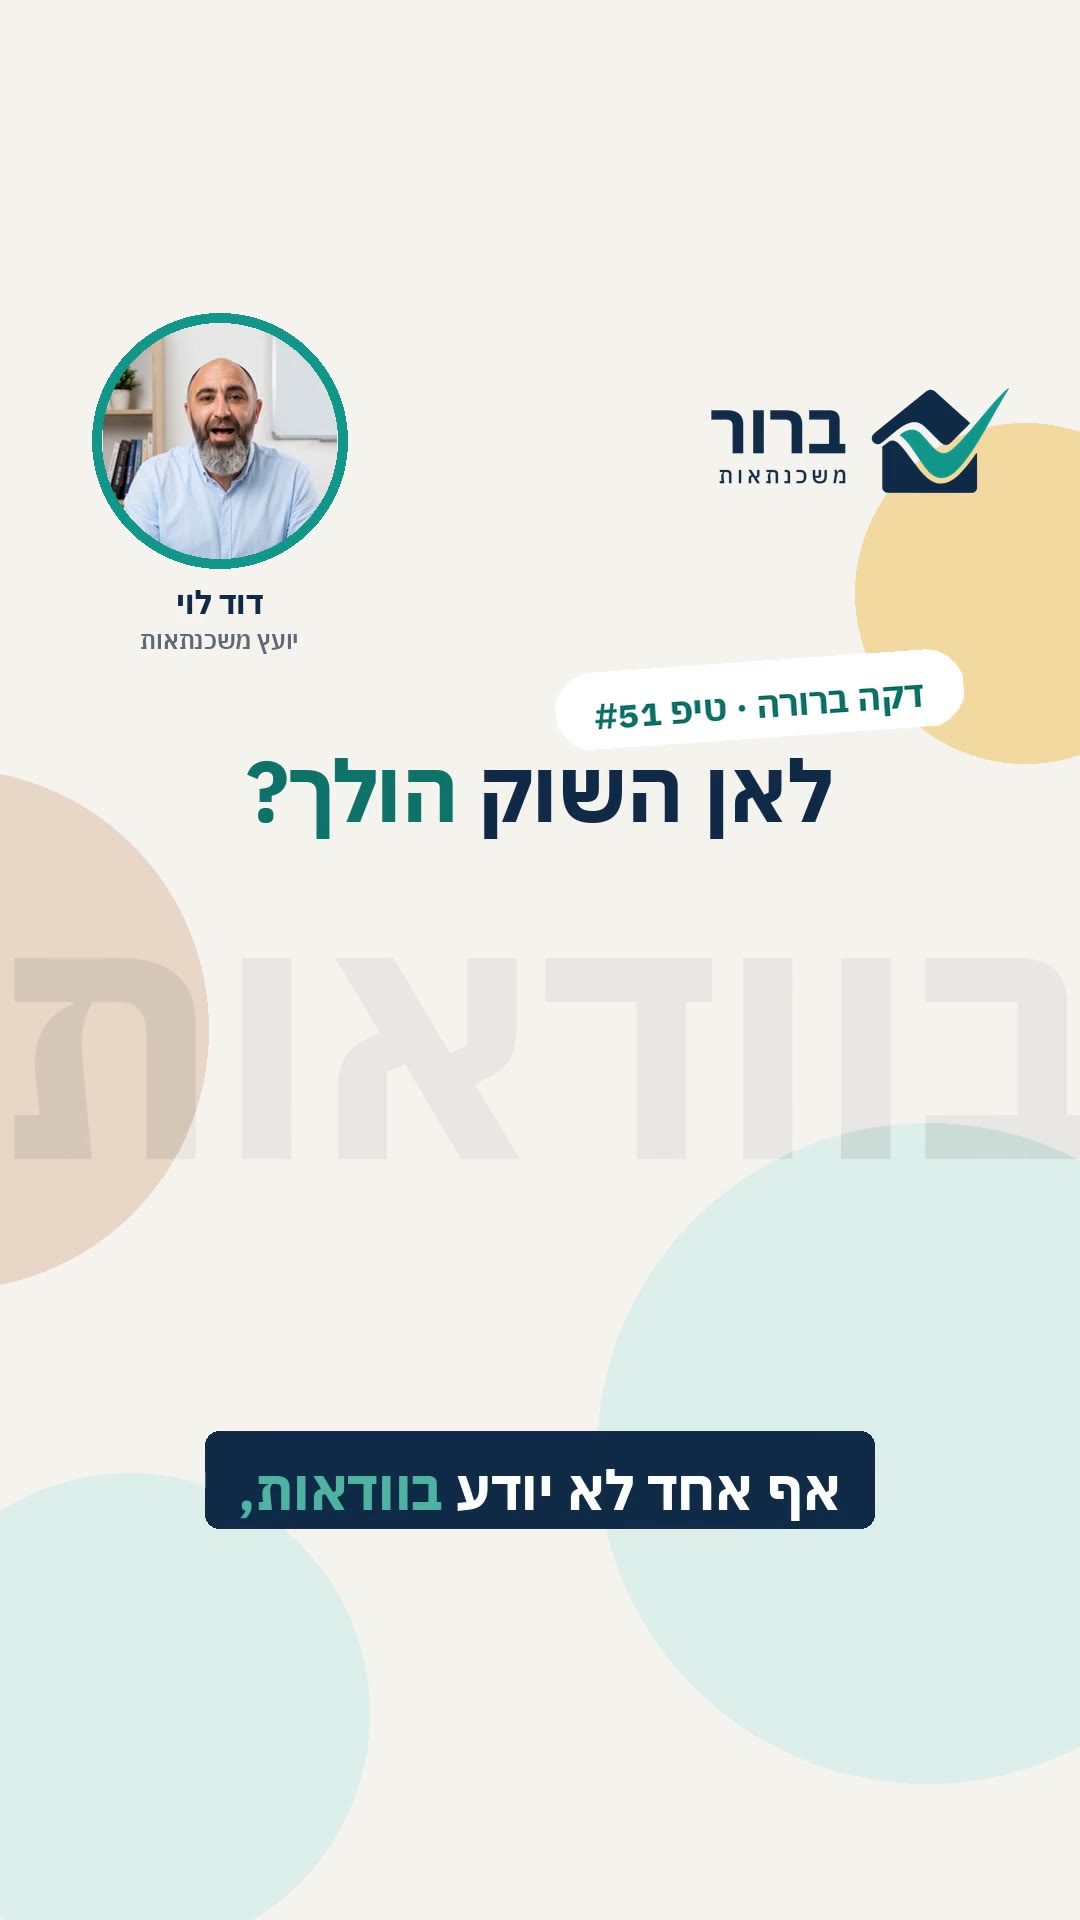 ברור
משכנתאות
דוד לוי
יועץ משכנתאות
דקה ברורה · טיפ #51
לאן השוק הולך?
בוודאות
אף אחד לא יודע בוודאות,